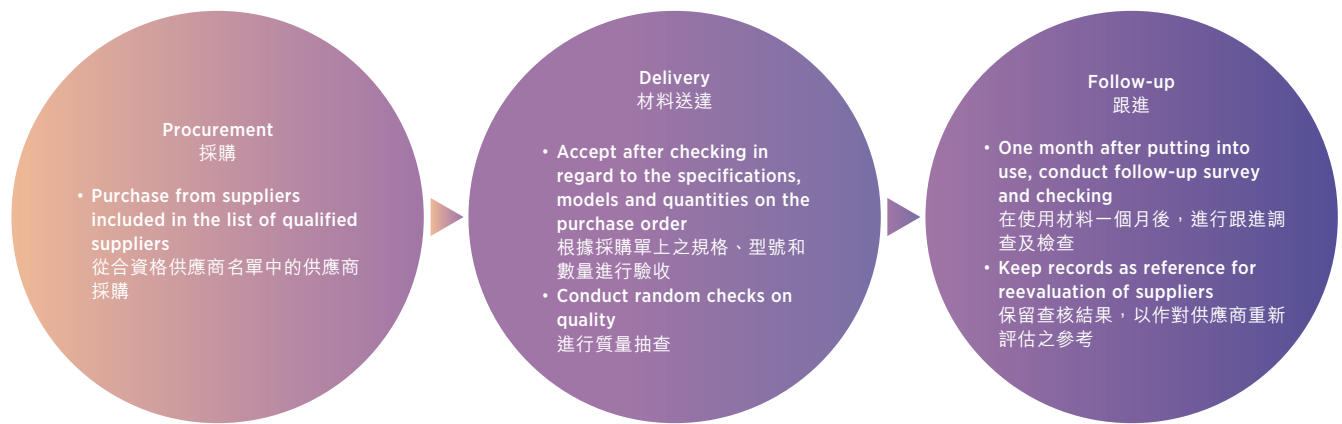 Procurement
採購
• Purchase from suppliers
included in the list of qualified
suppliers
從合資格供應商名單中的供應商
採購
Delivery
材料送達
• Accept after checking in
regard to the specifications,
models and quantities on the
purchase order
根據採購單上之規格、型號和
數量進行驗收
• Conduct random checks on
quality
進行質量抽查
Follow-up
跟進
• One month after putting into
use, conduct follow-up survey
and checking
在使用材料一個月後，進行跟進調
查及檢查
• Keep records as reference for
reevaluation of suppliers
保留查核結果，以作對供應商重新
評估之參考